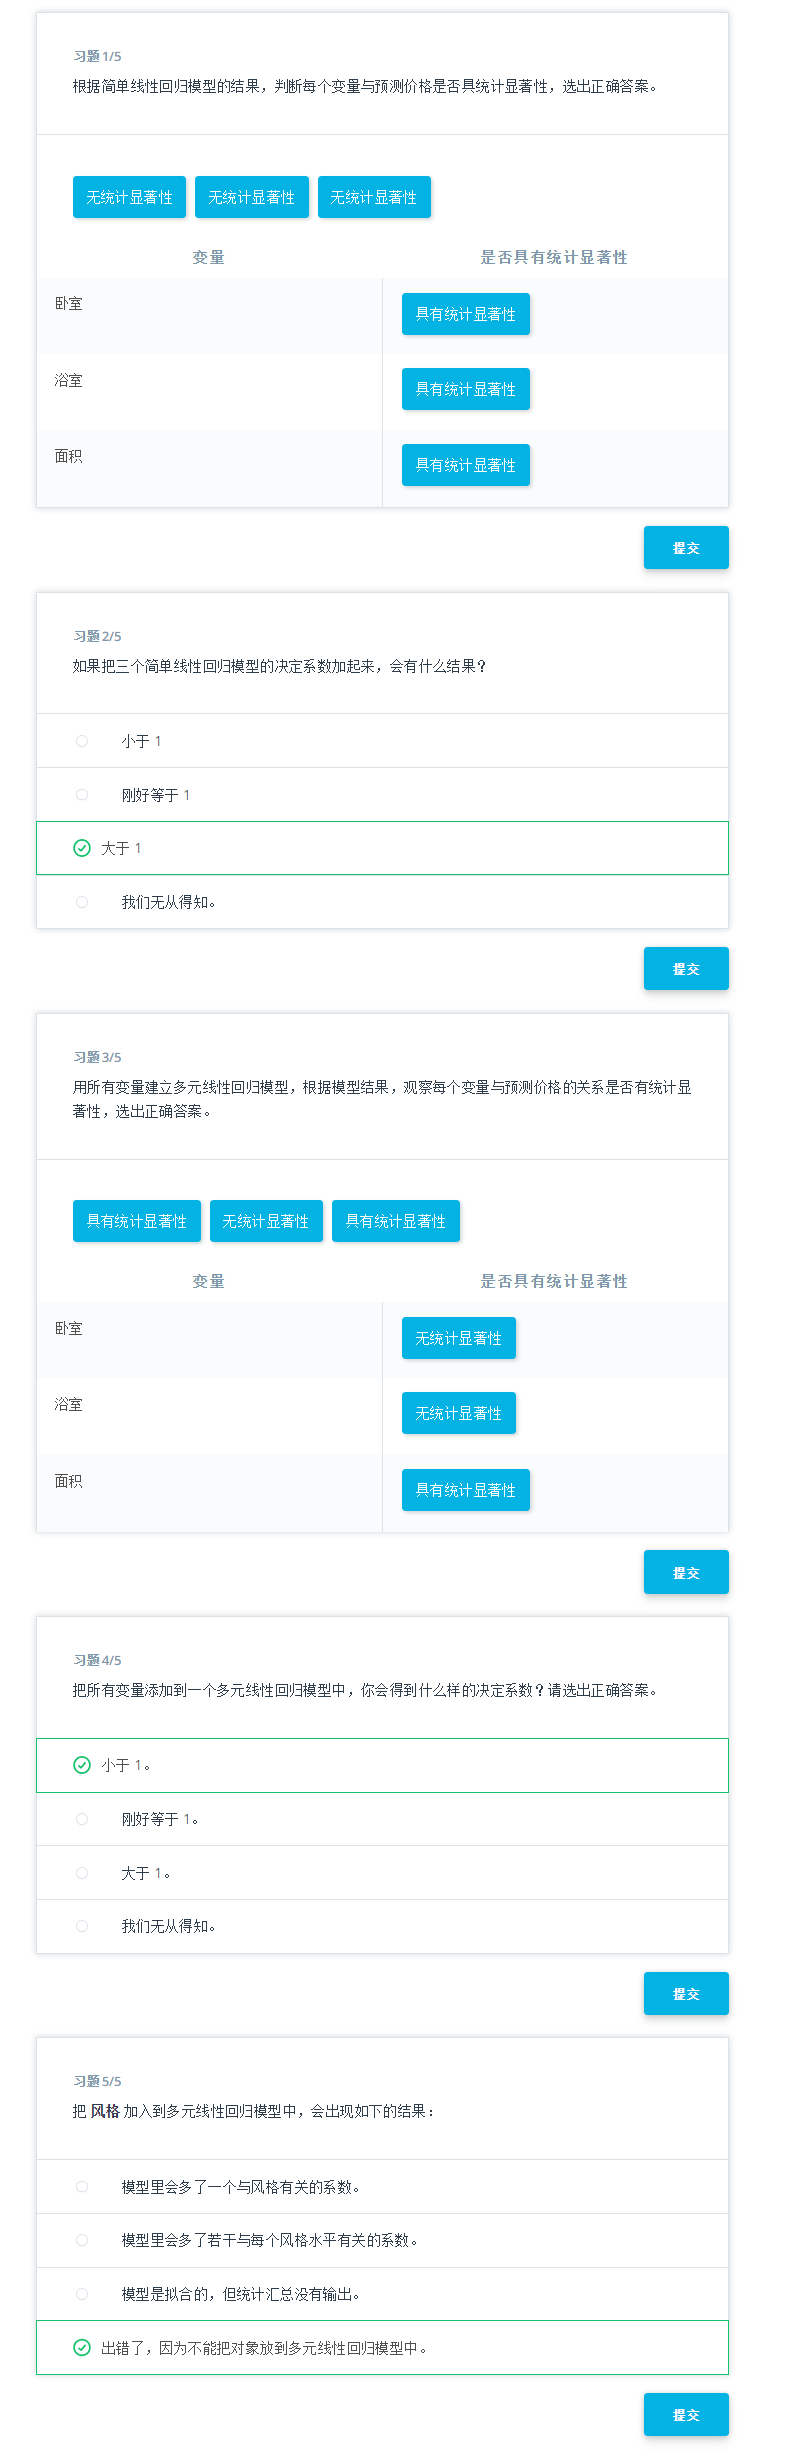 习题 1/5
根据简单线性回归模型的结果，判断每个变量与预测价格是否具统计显著性，选出正确答案。
无统计显著性 无统计显著性 无统计显著性
变量 是否具有统计显著性
卧室 具有统计显著性
浴室 具有统计显著性
面积 具有统计显著性
提交
习题 2/5
如果把三个简单线性回归模型的决定系数加起来，会有什么结果？
小于 1
刚好等于 1
大于 1
我们无从得知。
提交
习题 3/5
用所有变量建立多元线性回归模型，根据模型结果，观察每个变量与预测价格的关系是否有统计显
著性，选出正确答案。
具有统计显著性 无统计显著性 具有统计显著性
变量 是否具有统计显著性
卧室 无统计显著性
浴室 无统计显著性
面积 具有统计显著性
提交
习题 4/5
把所有变量添加到一个多元线性回归模型中，你会得到什么样的决定系数？请选出正确答案。
小于 1。
刚好等于 1。
大于 1。
我们无从得知。
提交
习题 5/5
把 风格 加入到多元线性回归模型中，会出现如下的结果：
模型里会多了一个与风格有关的系数。
模型里会多了若干与每个风格水平有关的系数。
模型是拟合的，但统计汇总没有输出。
出错了，因为不能把对象放到多元线性回归模型中。
提交